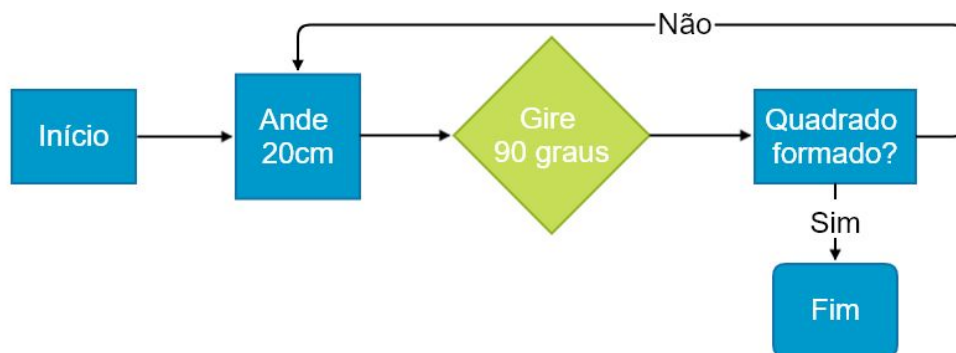 Não
Início
Ande
20cm
Gire
90 graus
Quadrado
formado?
Sim
Fim